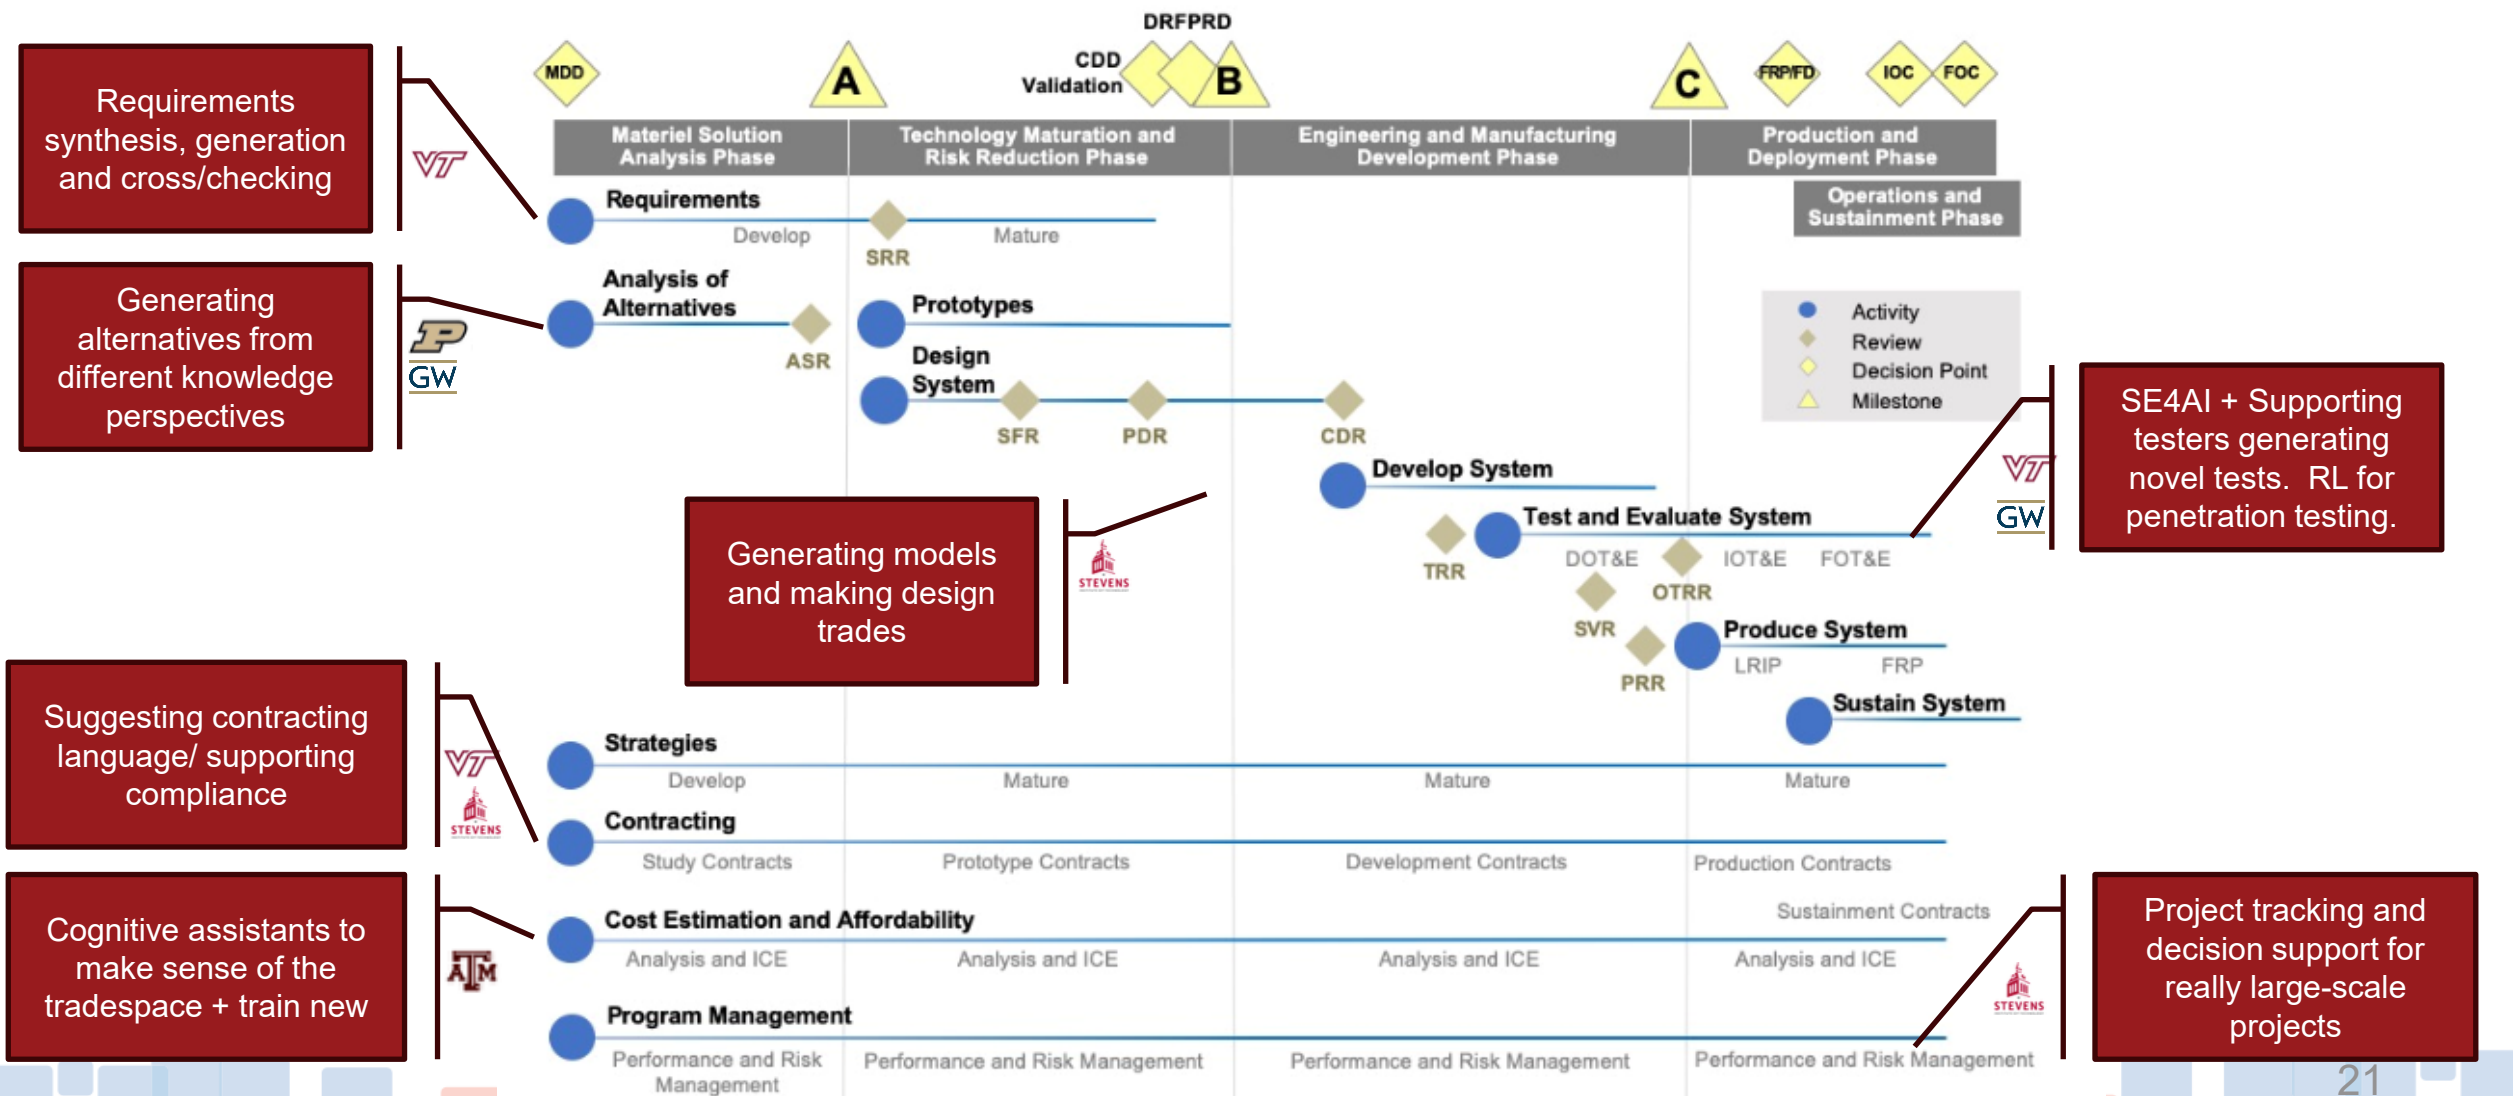 DRFPRD
CDD
Validation
MDD
A
B
C
FRP/FD
IOC
FOC
Materiel Solution
Analysis Phase
Technology Maturation and
Risk Reduction Phase
Engineering and Manufacturing
Development Phase
Production and
Deployment Phase
Operations and
Sustainment Phase
Requirements
synthesis, generation
and cross/checking
VT
Requirements
Develop
SRR
Mature
Generating
alternatives from
different knowledge
perspectives
P
GW
Analysis of
Alternatives
ASR
Prototypes
Design
System
SFR
PDR
CDR
Activity
Review
Decision Point
Milestone
SE4AI + Supporting
testers generating
novel tests. RL for
penetration testing.
VT
GW
Develop System
Generating models
and making design
trades
STEVENS
Test and Evaluate System
TRR
DOT&E
IOT&E
FOT&E
OTRR
SVR
Produce System
PRR
LRIP
FRP
Sustain System
Suggesting contracting
language/ supporting
compliance
VT
STEVENS
Strategies
Develop
Mature
Mature
Mature
Contracting
Study Contracts
Prototype Contracts
Development Contracts
Production Contracts
Sustainment Contracts
Cognitive assistants to
make sense of the
tradespace + train new
ATM
Cost Estimation and Affordability
Analysis and ICE
Analysis and ICE
Analysis and ICE
Analysis and ICE
Project tracking and
decision support for
really large-scale
projects
STEVENS
Program Management
Performance and Risk
Management
Performance and Risk Management
Performance and Risk Management
Performance and Risk Management
21